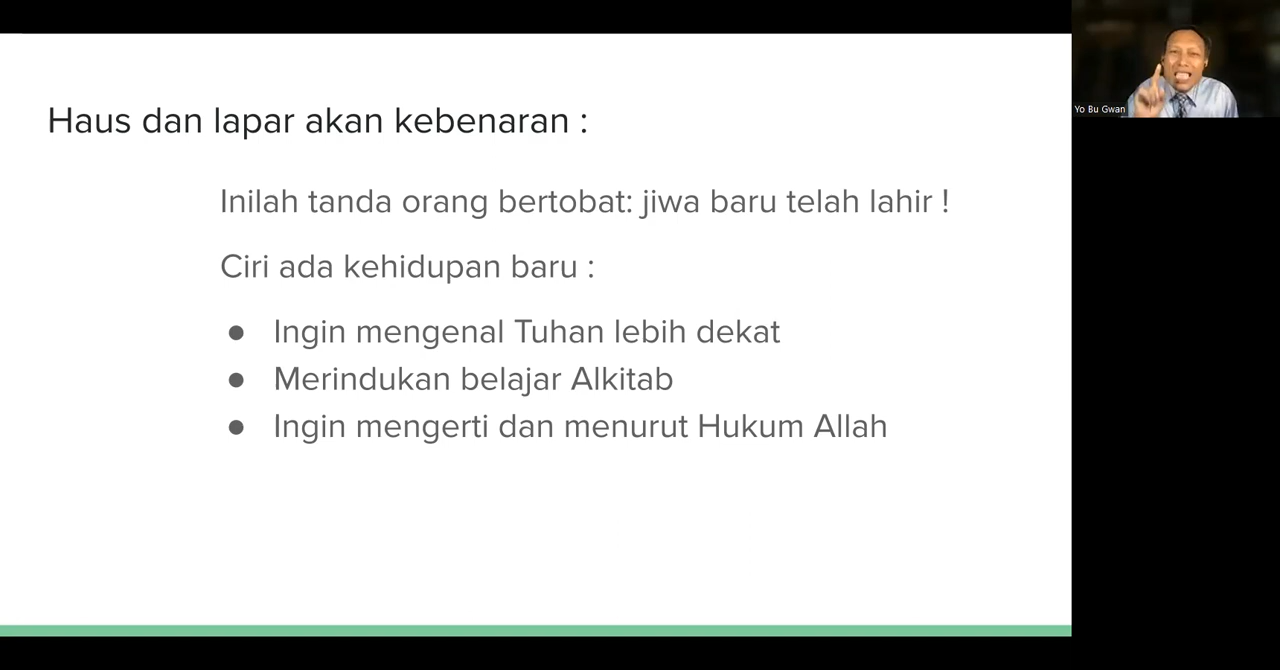 Haus dan lapar akan kebenaran :
Inilah tanda orang bertobat: jiwa baru telah lahir !
Ciri ada kehidupan baru :
● Ingin mengenal Tuhan lebih dekat
● Merindukan belajar Alkitab
● Ingin mengerti dan menurut Hukum Allah
Yo Bu Gwan